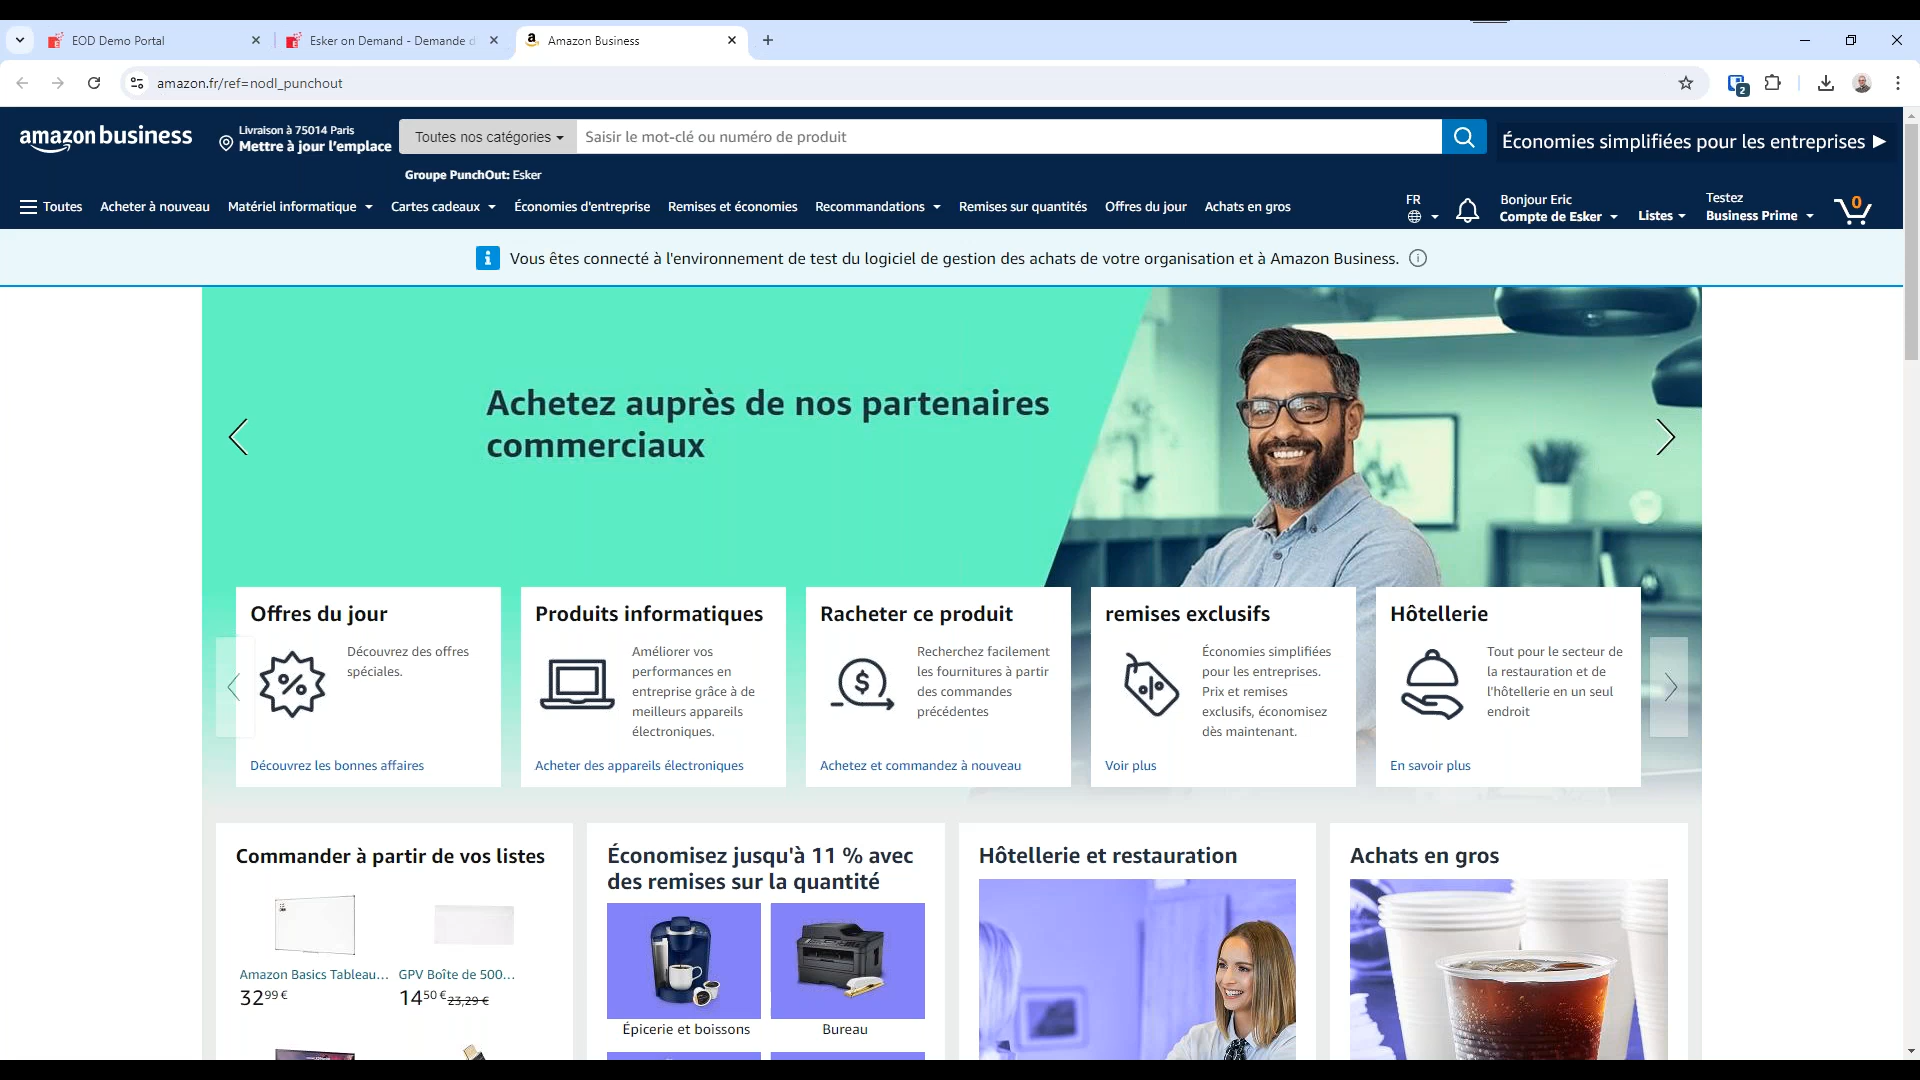 EOD Demo Portal
Esker on Demand - Demande d
Amazon Business
amazon.fr/ref=nodl_punchout
2
amazon business
Livraison à 75014 Paris
Mettre à jour l'emplace
Toutes nos catégories
Saisir le mot-clé ou numéro de produit
Économies simplifiées pour les entreprises ▶
Groupe PunchOut: Esker
Toutes
Acheter à nouveau
Matériel informatique
Cartes cadeaux
Économies d'entreprise
Remises et économies
Recommandations
Remises sur quantités
Offres du jour
Achats en gros
FR
Bonjour Eric
Compte de Esker
Listes
Testez
Business Prime
0
Vous êtes connecté à l'environnement de test du logiciel de gestion des achats de votre organisation et à Amazon Business.
Achetez auprès de nos partenaires
commerciaux
Offres du jour
Découvrez des offres
spéciales.
Découvrez les bonnes affaires
Produits informatiques
Améliorer vos
performances en
entreprise grâce à de
meilleurs appareils
électroniques.
Acheter des appareils électroniques
Racheter ce produit
Recherchez facilement
les fournitures à partir
des commandes
précédentes
Achetez et commandez à nouveau
remises exclusifs
Économies simplifiées
pour les entreprises.
Prix et remises
exclusifs, économisez
dès maintenant.
Voir plus
Hôtellerie
Tout pour le secteur de
la restauration et de
l'hôtellerie en un seul
endroit
En savoir plus
Commander à partir de vos listes
Amazon Basics Tableau...
32,99 €
GPV Boîte de 500...
14,50 € 23,29 €
Économisez jusqu'à 11 % avec
des remises sur la quantité
Épicerie et boissons
Bureau
Hôtellerie et restauration
Achats en gros